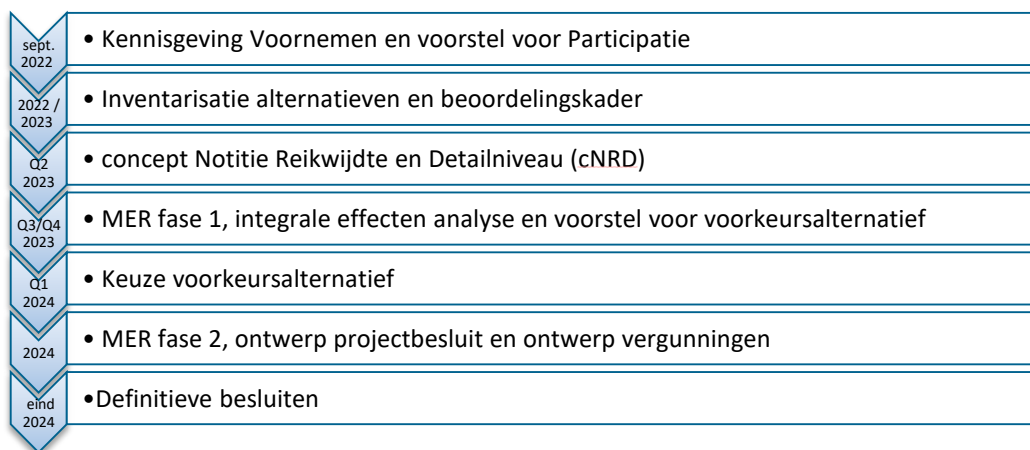 sept.
2022
• Kennisgeving Voornemen en voorstel voor Participatie
2022 /
2023
• Inventarisatie alternatieven en beoordelingskader
Q2
2023
• concept Notitie Reikwijdte en Detailniveau (cNRD)
Q3/Q4
2023
• MER fase 1, integrale effecten analyse en voorstel voor voorkeursalternatief
Q1
2024
• Keuze voorkeursalternatief
2024
• MER fase 2, ontwerp projectbesluit en ontwerp vergunningen
eind
2024
•Definitieve besluiten